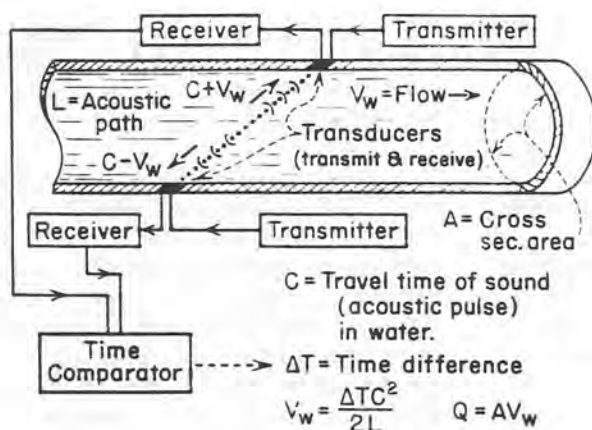 Receiver
Transmitter
C+Vw
Vw = Flow →
L = Acoustic
path
Transducers
(transmit & receive)
C−Vw
Receiver
Transmitter
A = Cross
sec. area
C = Travel time of sound
(acoustic pulse)
in water.
Time
Comparator
ΔT = Time difference
Vw = ΔTC²/2L
Q = AVw